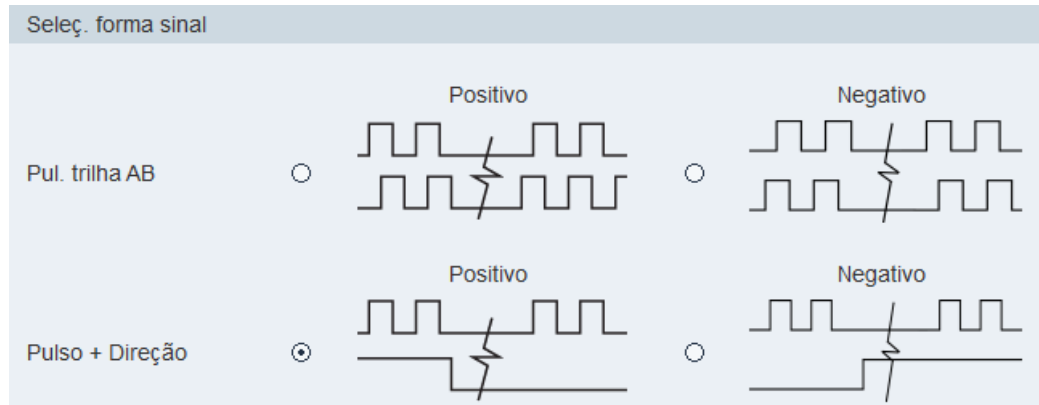 Seleç. forma sinal
Positivo Negativo
Pul. trilha AB
Positivo Negativo
Pulso + Direção